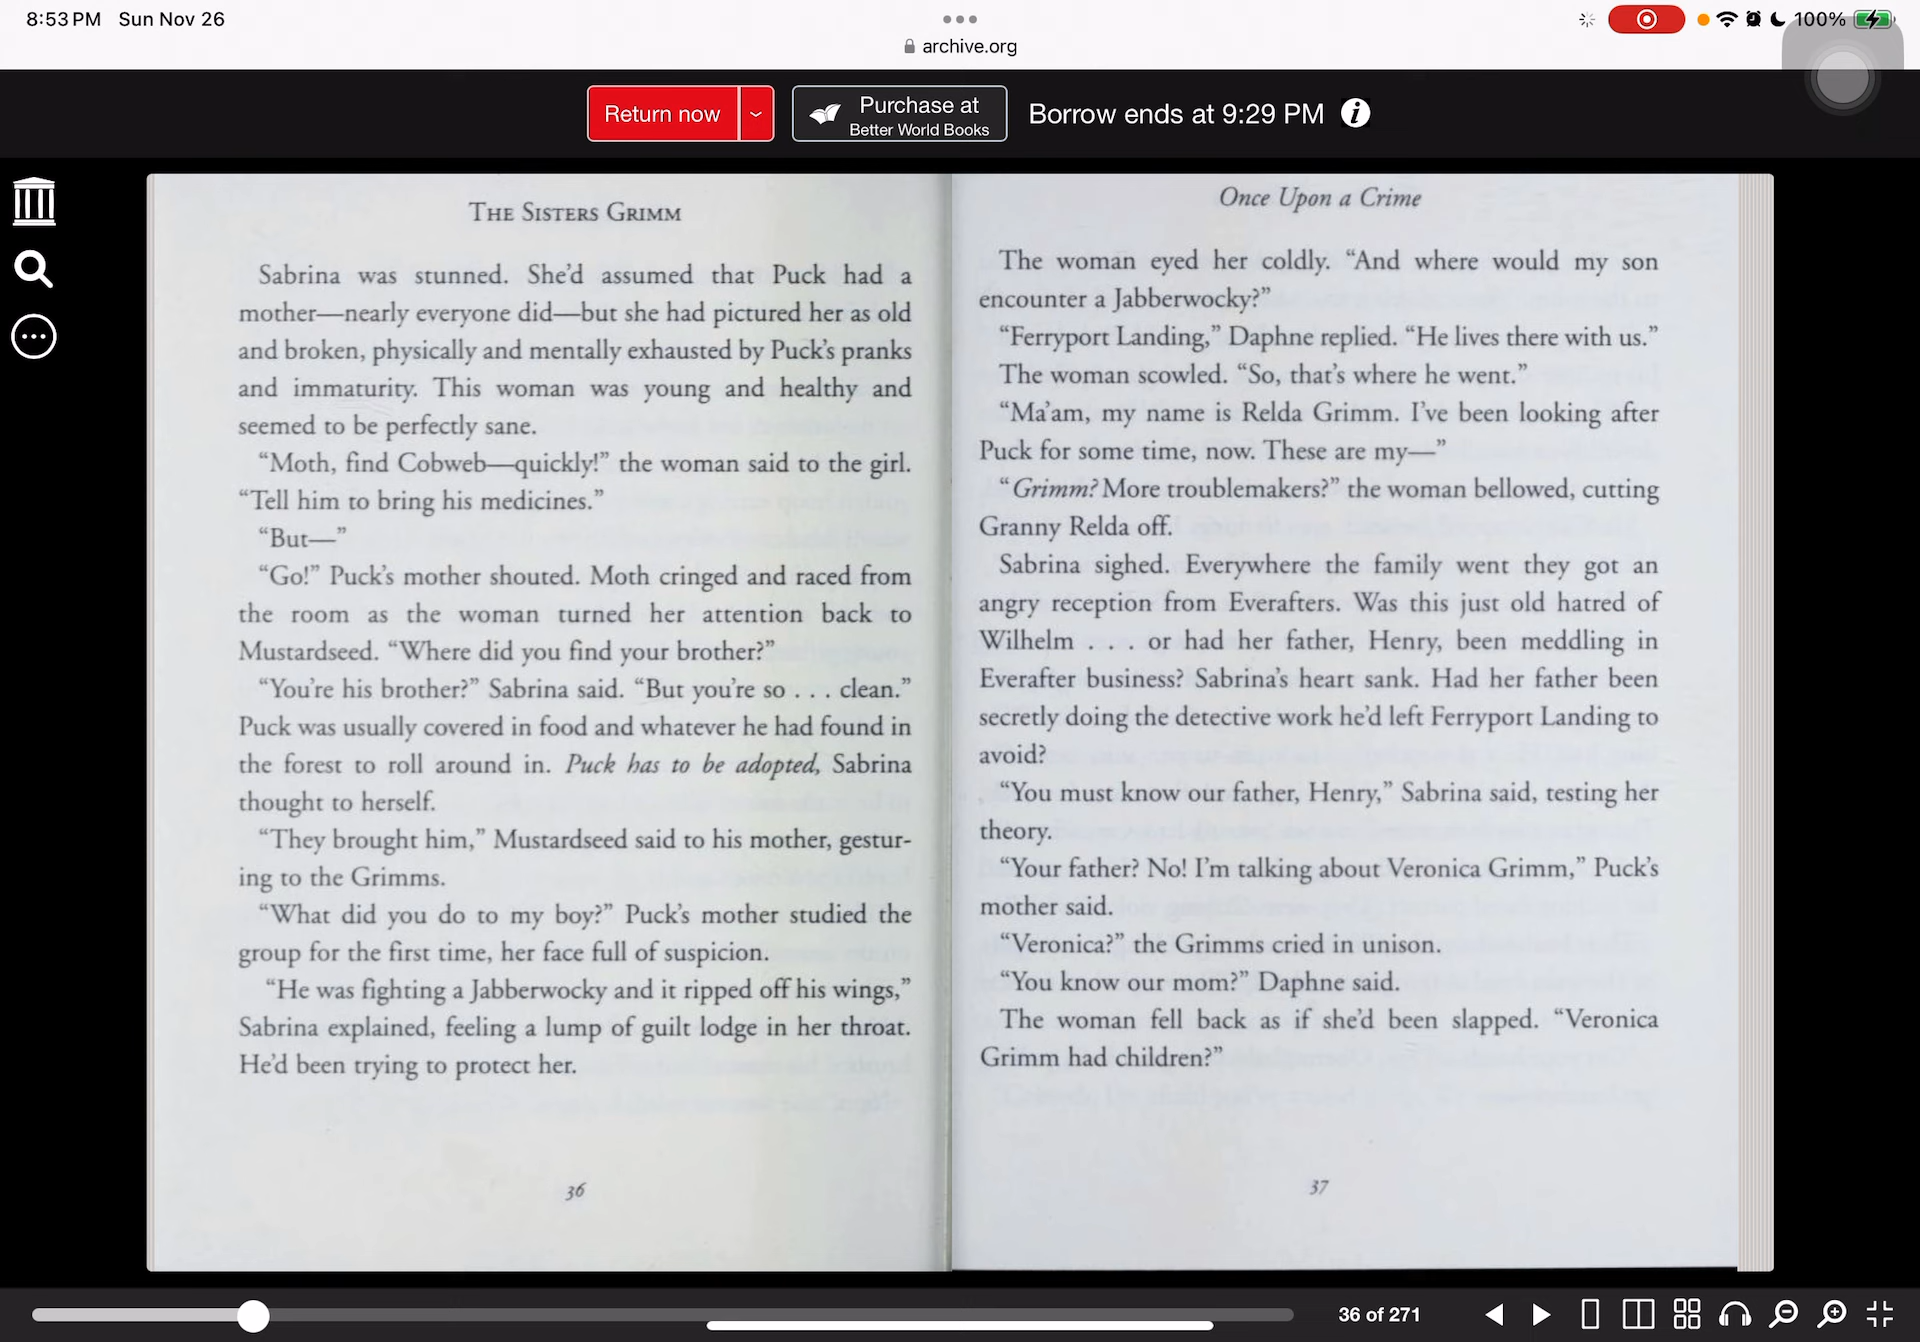 8:53 PM Sun Nov 26
100%
archive.org
Return now
Purchase at
Better World Books
Borrow ends at 9:29 PM
The Sisters Grimm
Sabrina was stunned. She’d assumed that Puck had a
mother—nearly everyone did—but she had pictured her as old
and broken, physically and mentally exhausted by Puck’s pranks
and immaturity. This woman was young and healthy and
seemed to be perfectly sane.
“Moth, find Cobweb—quickly!” the woman said to the girl.
“Tell him to bring his medicines.”
“But—”
“Go!” Puck’s mother shouted. Moth cringed and raced from
the room as the woman turned her attention back to
Mustardseed. “Where did you find your brother?”
“You’re his brother?” Sabrina said. “But you’re so . . . clean.”
Puck was usually covered in food and whatever he had found in
the forest to roll around in. Puck has to be adopted, Sabrina
thought to herself.
“They brought him,” Mustardseed said to his mother, gestur-
ing to the Grimms.
“What did you do to my boy?” Puck’s mother studied the
group for the first time, her face full of suspicion.
“He was fighting a Jabberwocky and it ripped off his wings,”
Sabrina explained, feeling a lump of guilt lodge in her throat.
He’d been trying to protect her.
36
Once Upon a Crime
The woman eyed her coldly. “And where would my son
encounter a Jabberwocky?”
“Ferryport Landing,” Daphne replied. “He lives there with us.”
The woman scowled. “So, that’s where he went.”
“Ma’am, my name is Relda Grimm. I’ve been looking after
Puck for some time, now. These are my—”
“Grimm? More troublemakers?” the woman bellowed, cutting
Granny Relda off.
Sabrina sighed. Everywhere the family went they got an
angry reception from Everafters. Was this just old hatred of
Wilhelm . . . or had her father, Henry, been meddling in
Everafter business? Sabrina’s heart sank. Had her father been
secretly doing the detective work he’d left Ferryport Landing to
avoid?
“You must know our father, Henry,” Sabrina said, testing her
theory.
“Your father? No! I’m talking about Veronica Grimm,” Puck’s
mother said.
“Veronica?” the Grimms cried in unison.
“You know our mom?” Daphne said.
The woman fell back as if she’d been slapped. “Veronica
Grimm had children?”
37
36 of 271